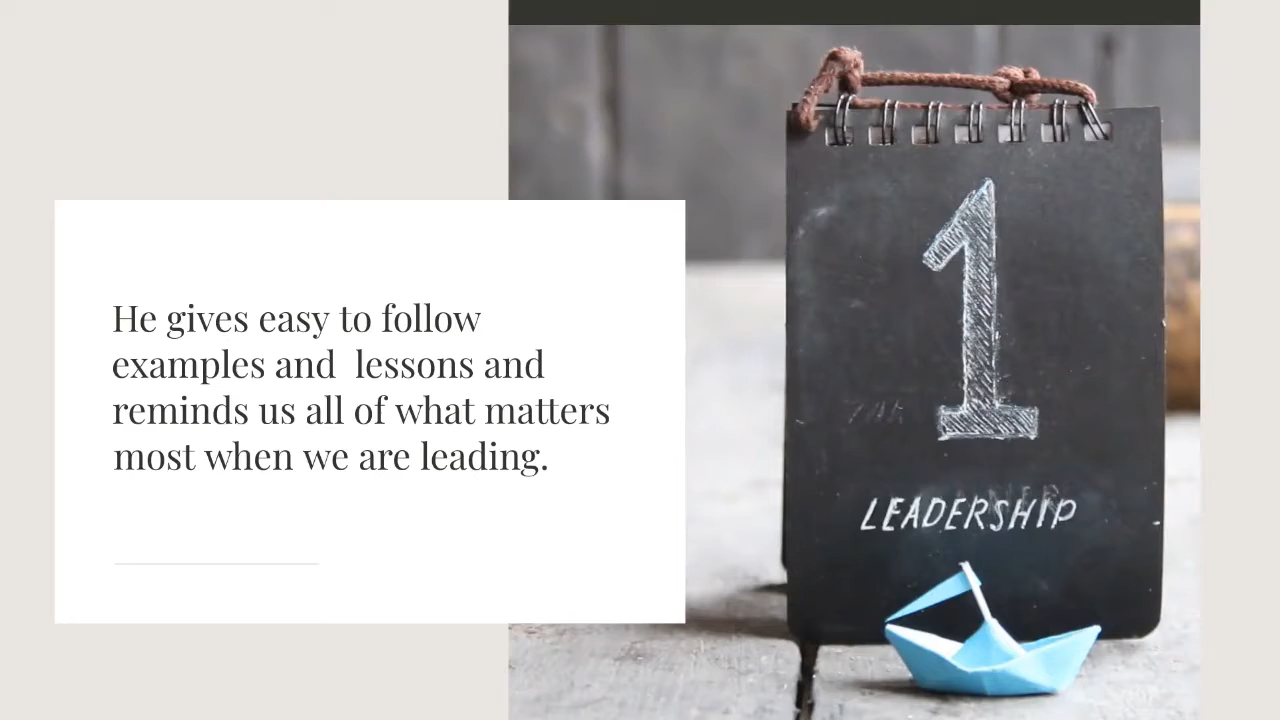 He gives easy to follow
examples and  lessons and
reminds us all of what matters
most when we are leading.
1
LEADERSHIP